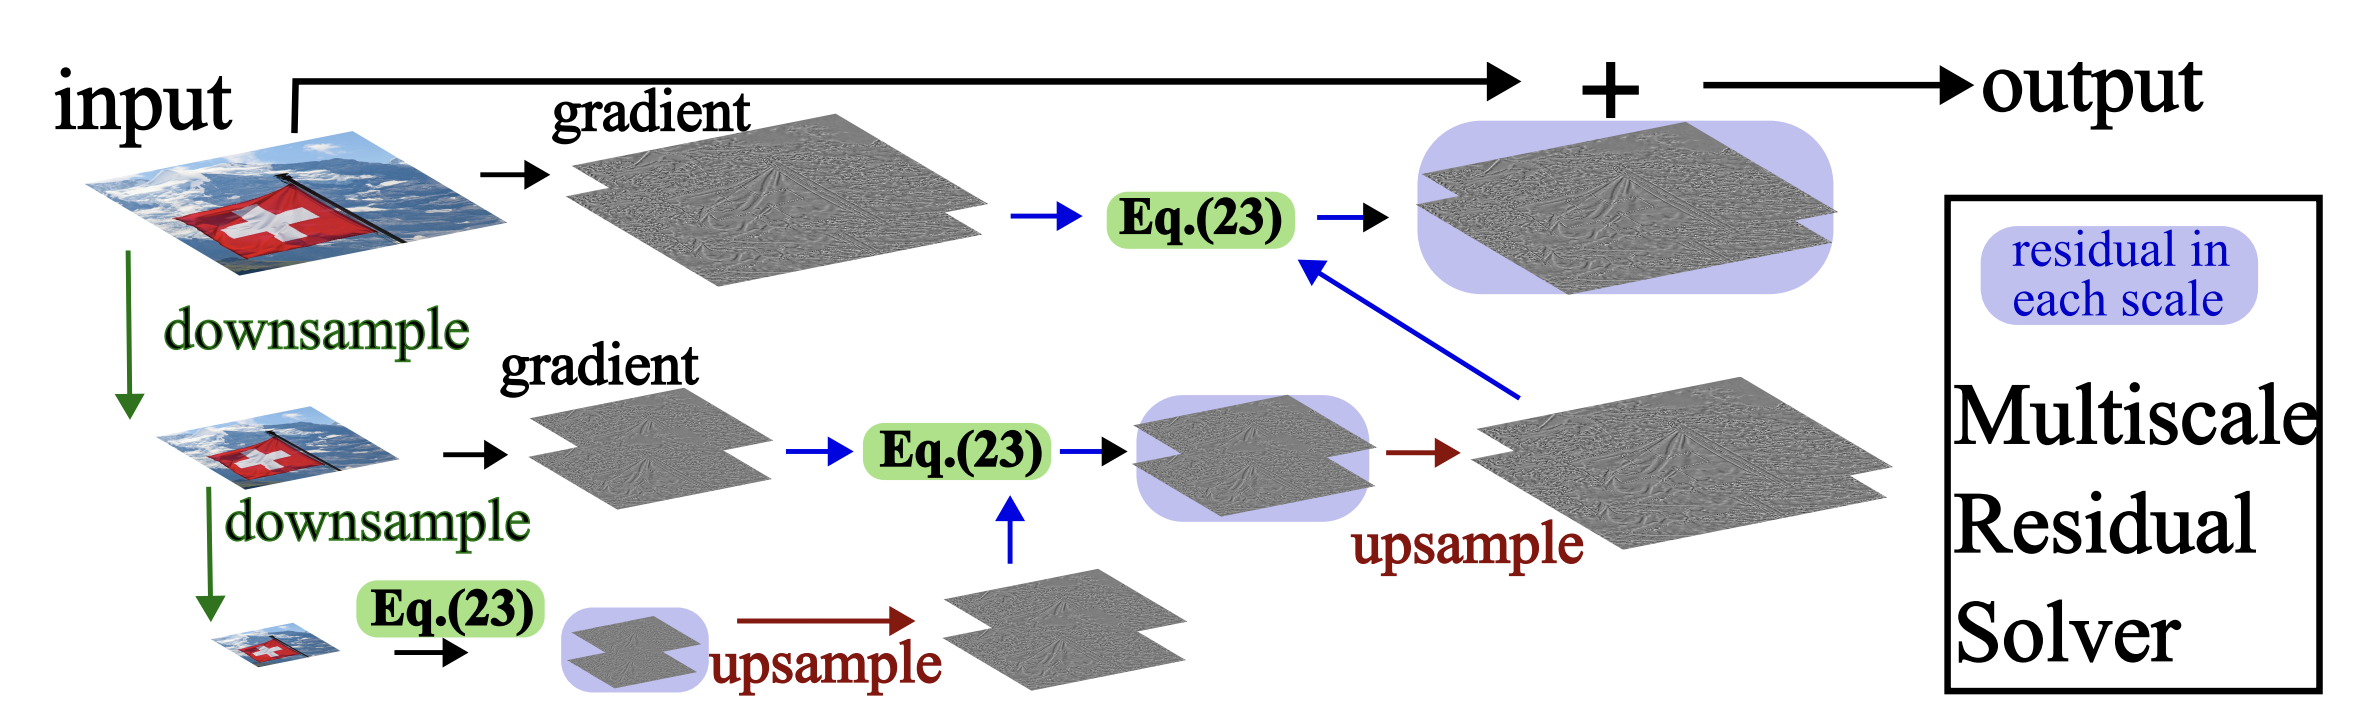 input
+
output
gradient
Eq.(23)
downsample
gradient
Eq.(23)
upsample
downsample
Eq.(23)
upsample
residual in
each scale
Multiscale
Residual
Solver